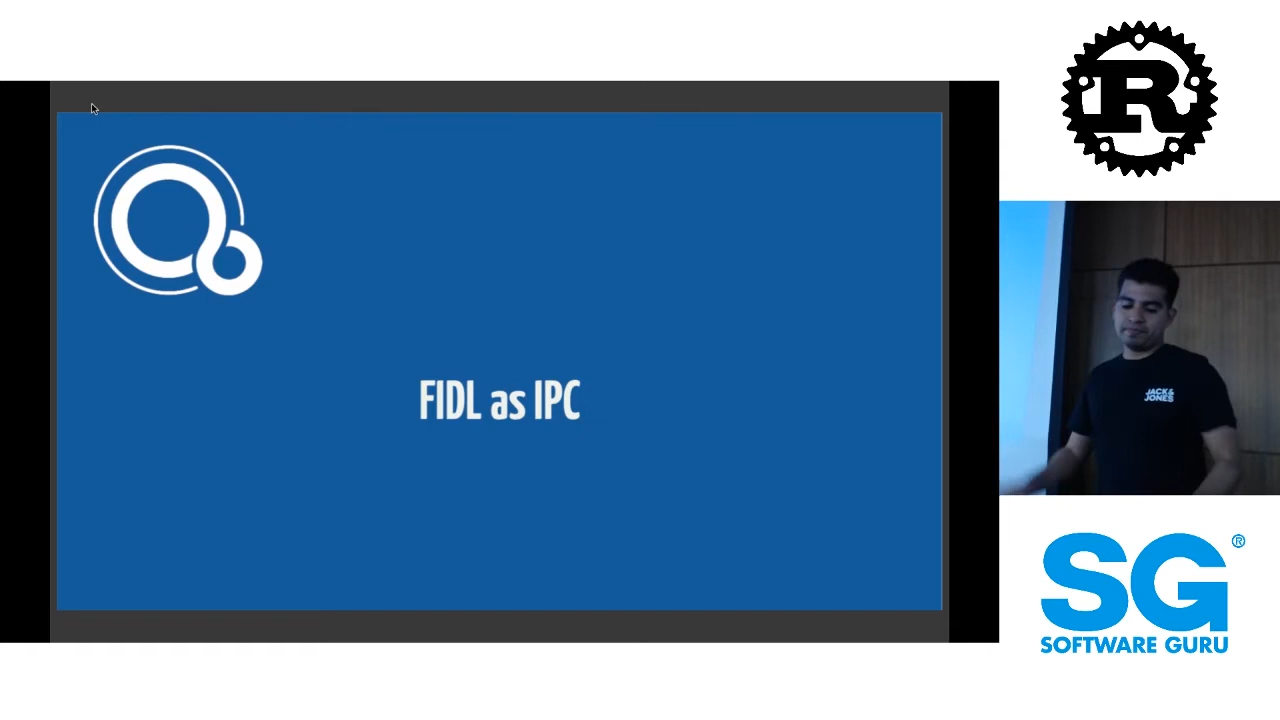 FIDL as IPC
R
JACK&
JONES
SG®
SOFTWARE GURU